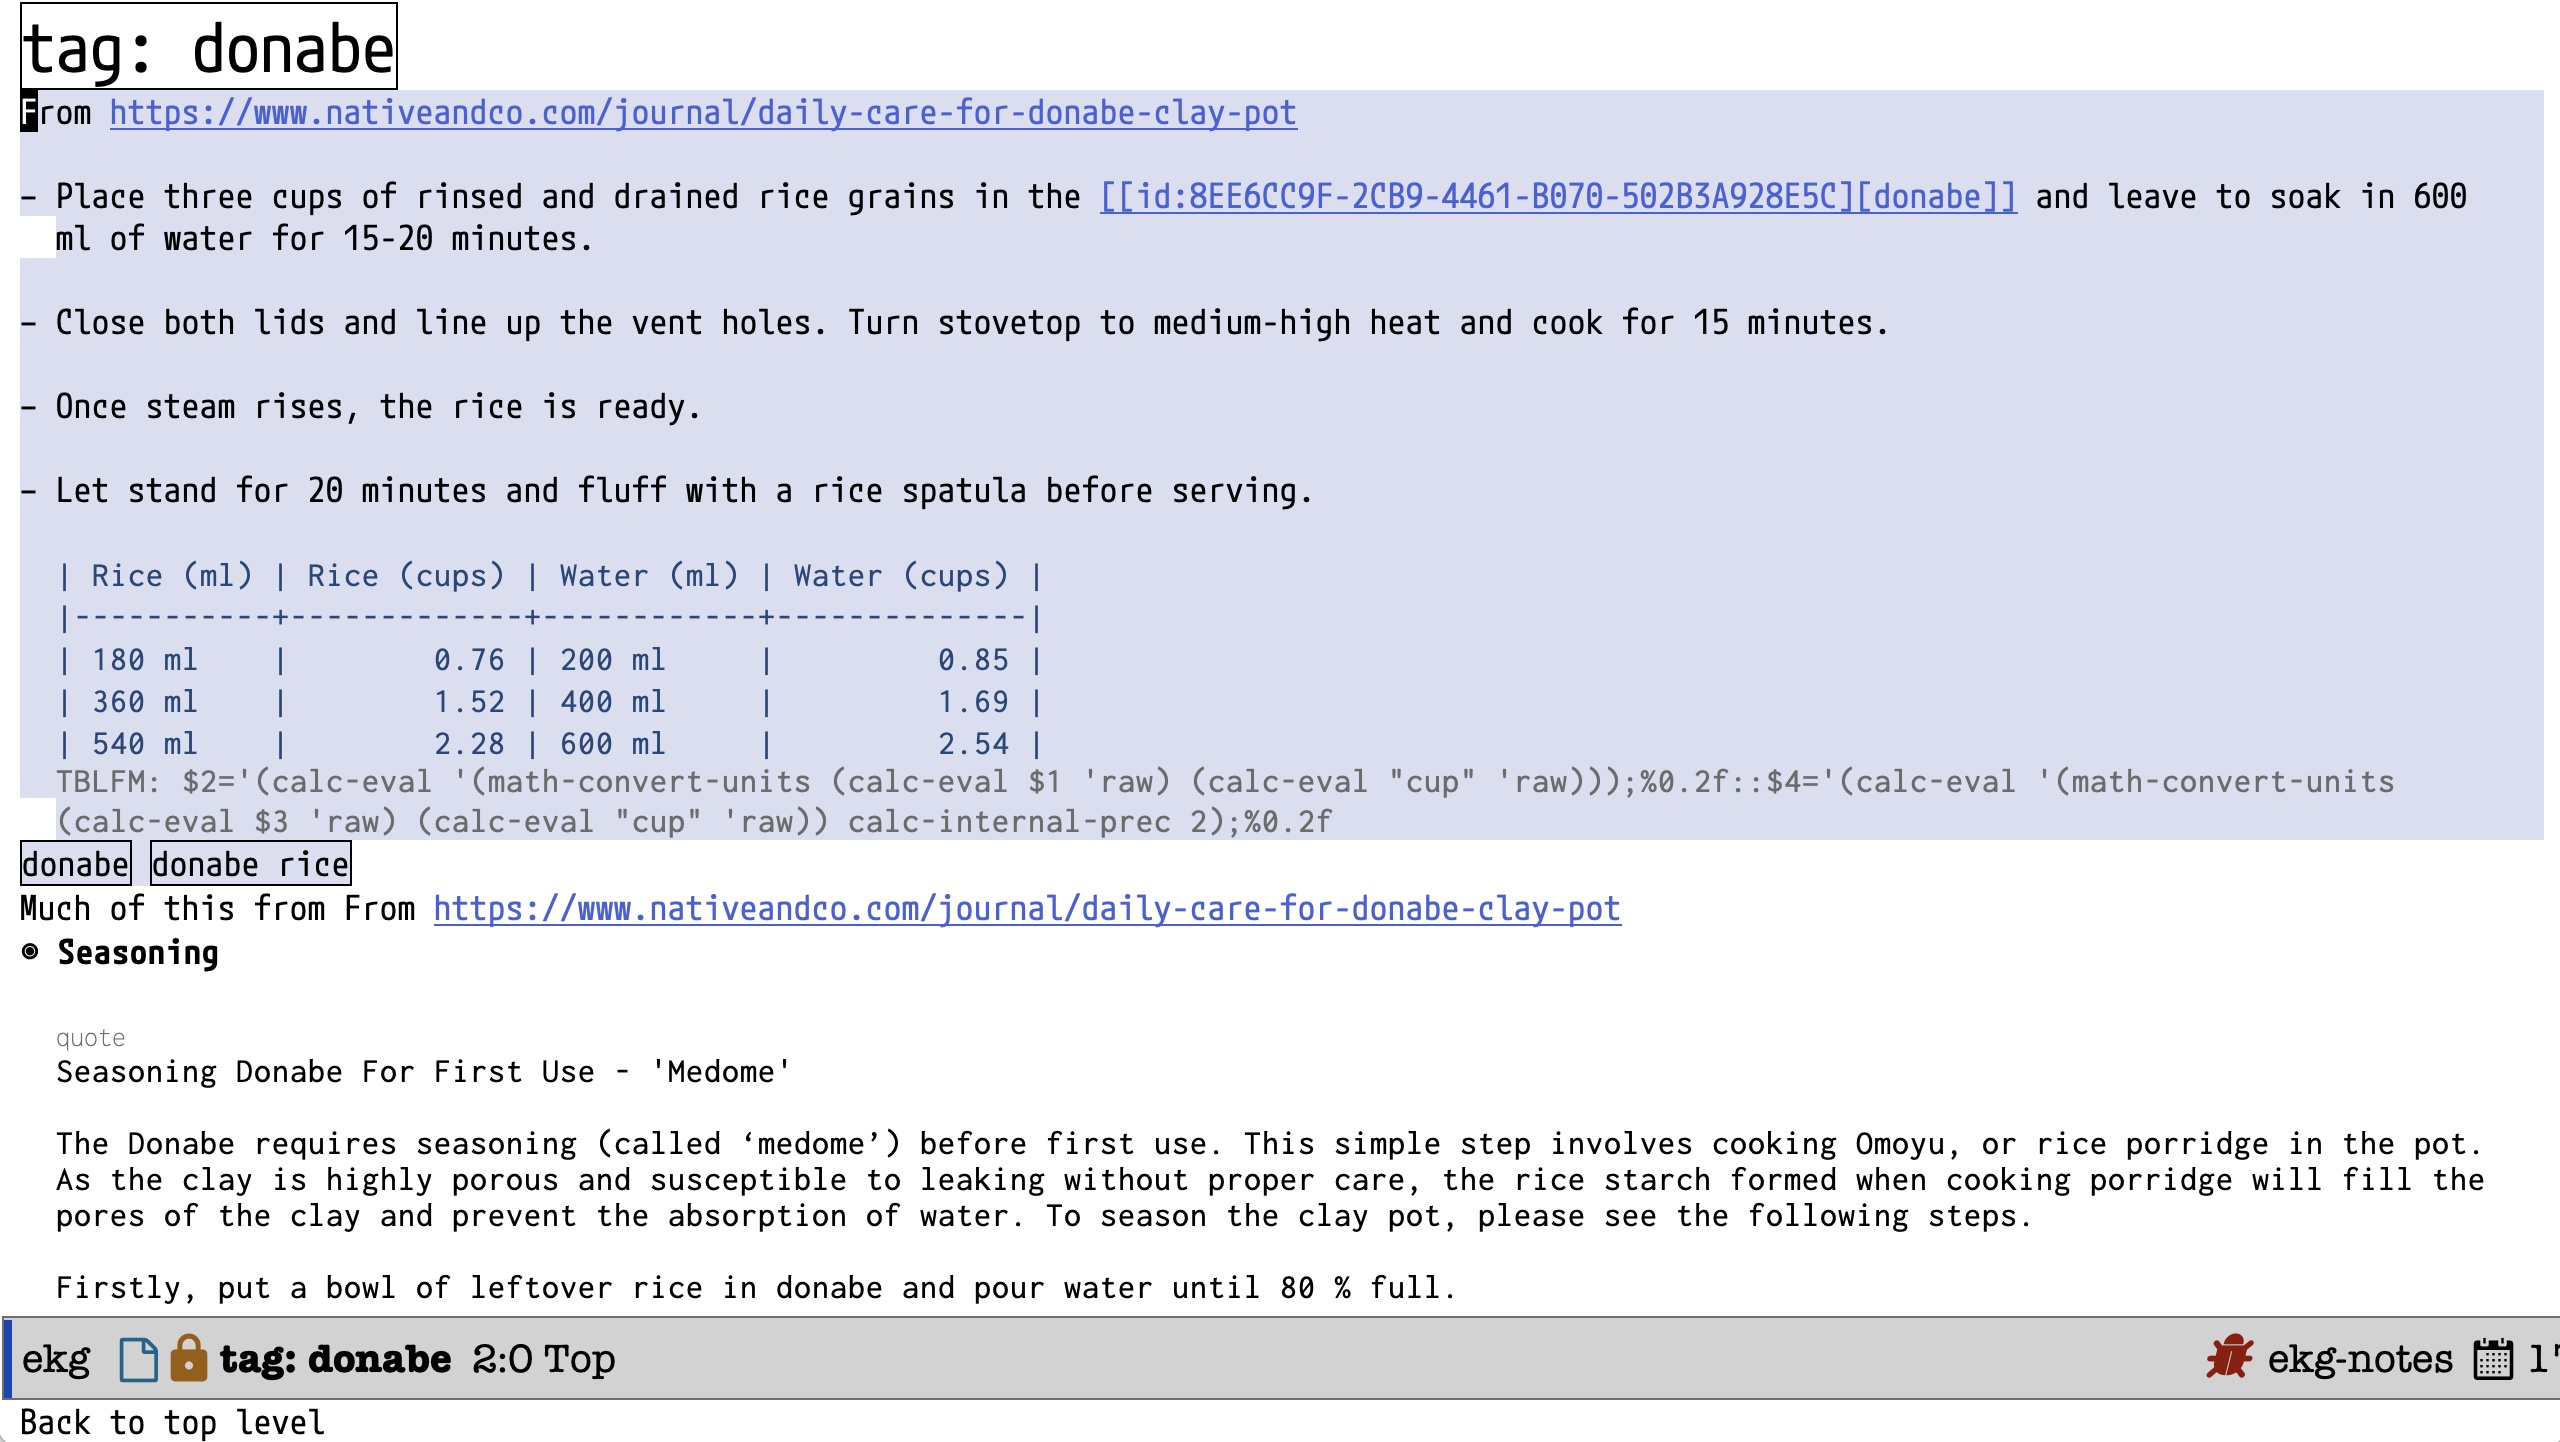 tag: donabe
From https://www.nativeandco.com/journal/daily-care-for-donabe-clay-pot
– Place three cups of rinsed and drained rice grains in the [[id:8EE6CC9F-2CB9-4461-B070-502B3A928E5C][donabe]] and leave to soak in 600
ml of water for 15-20 minutes.
– Close both lids and line up the vent holes. Turn stovetop to medium-high heat and cook for 15 minutes.
– Once steam rises, the rice is ready.
– Let stand for 20 minutes and fluff with a rice spatula before serving.
| Rice (ml) | Rice (cups) | Water (ml) | Water (cups) |
|-----------+-------------+------------+--------------|
| 180 ml    |        0.76 | 200 ml     |         0.85 |
| 360 ml    |        1.52 | 400 ml     |         1.69 |
| 540 ml    |        2.28 | 600 ml     |         2.54 |
TBLFM: $2='(calc-eval '(math-convert-units (calc-eval $1 'raw) (calc-eval "cup" 'raw)));%0.2f::$4='(calc-eval '(math-convert-units
(calc-eval $3 'raw) (calc-eval "cup" 'raw)) calc-internal-prec 2);%0.2f
donabe donabe rice
Much of this from From https://www.nativeandco.com/journal/daily-care-for-donabe-clay-pot
◉ Seasoning
quote
Seasoning Donabe For First Use - 'Medome'
The Donabe requires seasoning (called ‘medome’) before first use. This simple step involves cooking Omoyu, or rice porridge in the pot.
As the clay is highly porous and susceptible to leaking without proper care, the rice starch formed when cooking porridge will fill the
pores of the clay and prevent the absorption of water. To season the clay pot, please see the following steps.
Firstly, put a bowl of leftover rice in donabe and pour water until 80 % full.
ekg tag: donabe 2:0 Top ekg-notes
Back to top level